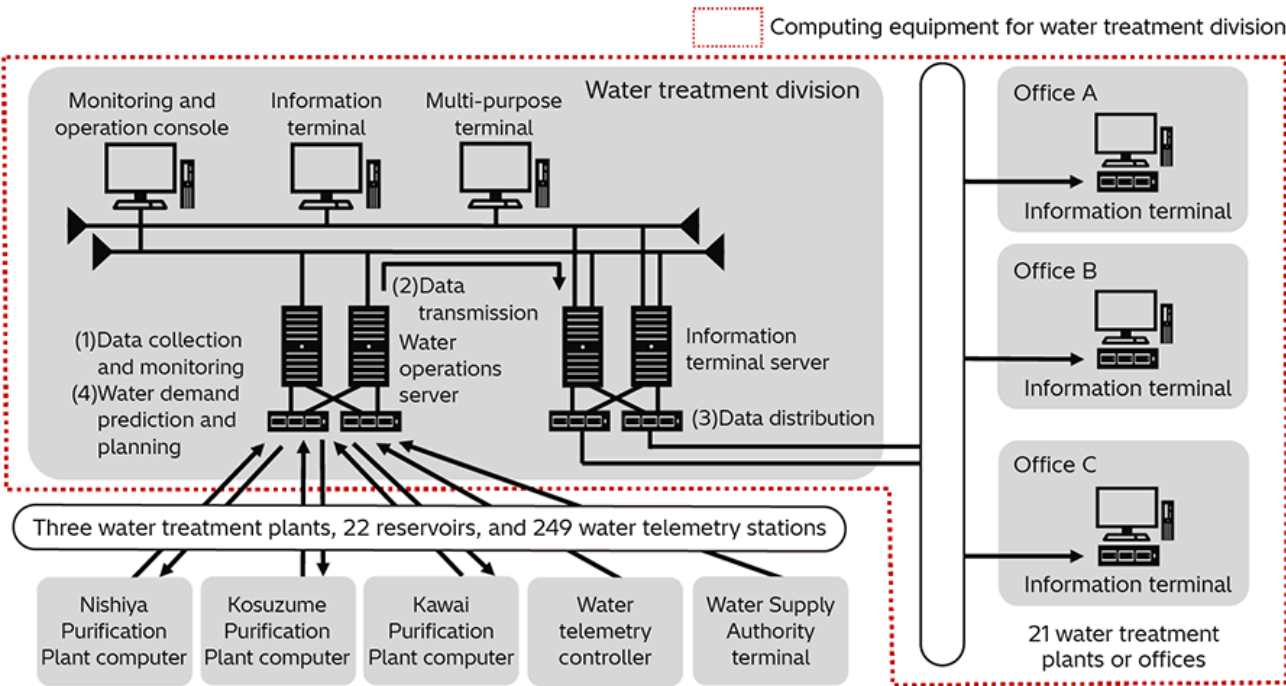 Computing equipment for water treatment division
Water treatment division
Monitoring and
operation console
Information
terminal
Multi-purpose
terminal
(2)Data
transmission
(1)Data collection
and monitoring
(4)Water demand
prediction and
planning
Water
operations
server
Information
terminal server
(3)Data distribution
Office A
Information terminal
Office B
Information terminal
Office C
Information terminal
21 water treatment
plants or offices
Three water treatment plants, 22 reservoirs, and 249 water telemetry stations
Nishiya
Purification
Plant computer
Kosuzume
Purification
Plant computer
Kawai
Purification
Plant computer
Water
telemetry
controller
Water Supply
Authority
terminal